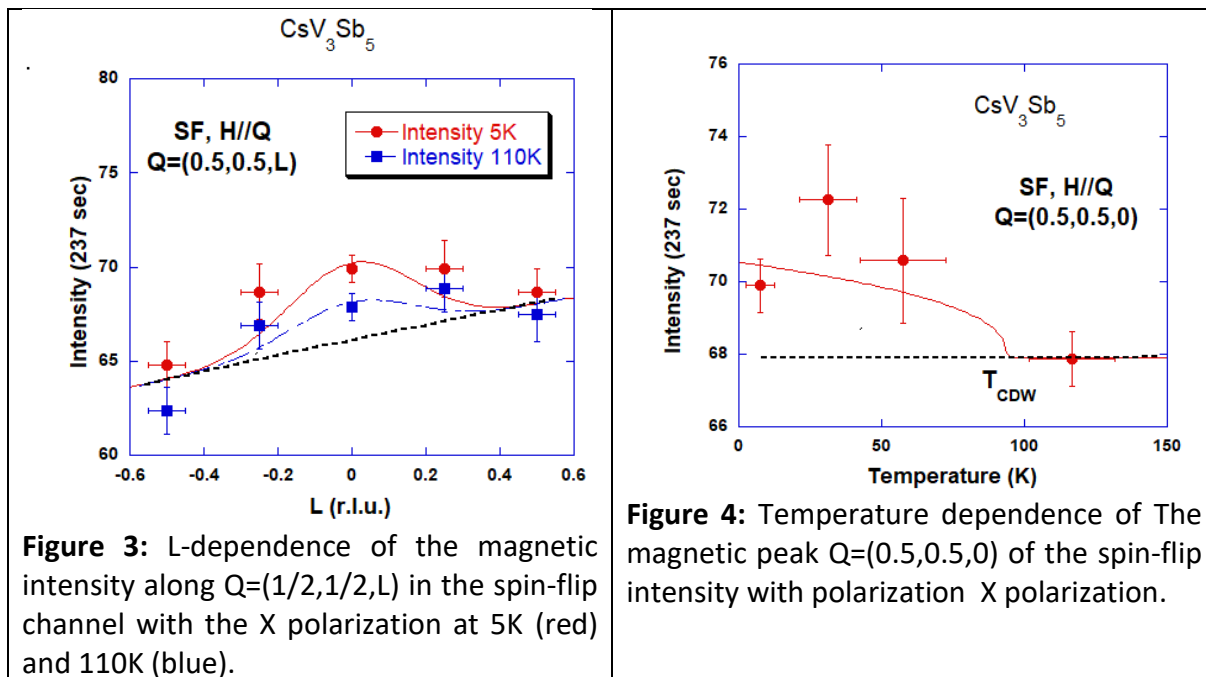 CsV3Sb5
.
80
75
70
65
60
Intensity (237 sec)
SF, H//Q
Q=(0.5,0.5,L)
Intensity 5K
Intensity 110K
-0.6 -0.4 -0.2 0 0.2 0.4 0.6
L (r.l.u.)
Figure 3: L-dependence of the magnetic
intensity along Q=(1/2,1/2,L) in the spin-flip
channel with the X polarization at 5K (red)
and 110K (blue).
76
74
72
70
68
66
Intensity (237 sec)
CsV3Sb5
SF, H//Q
Q=(0.5,0.5,0)
TCDW
0 50 100 150
Temperature (K)
Figure 4: Temperature dependence of The
magnetic peak Q=(0.5,0.5,0) of the spin-flip
intensity with polarization X polarization.